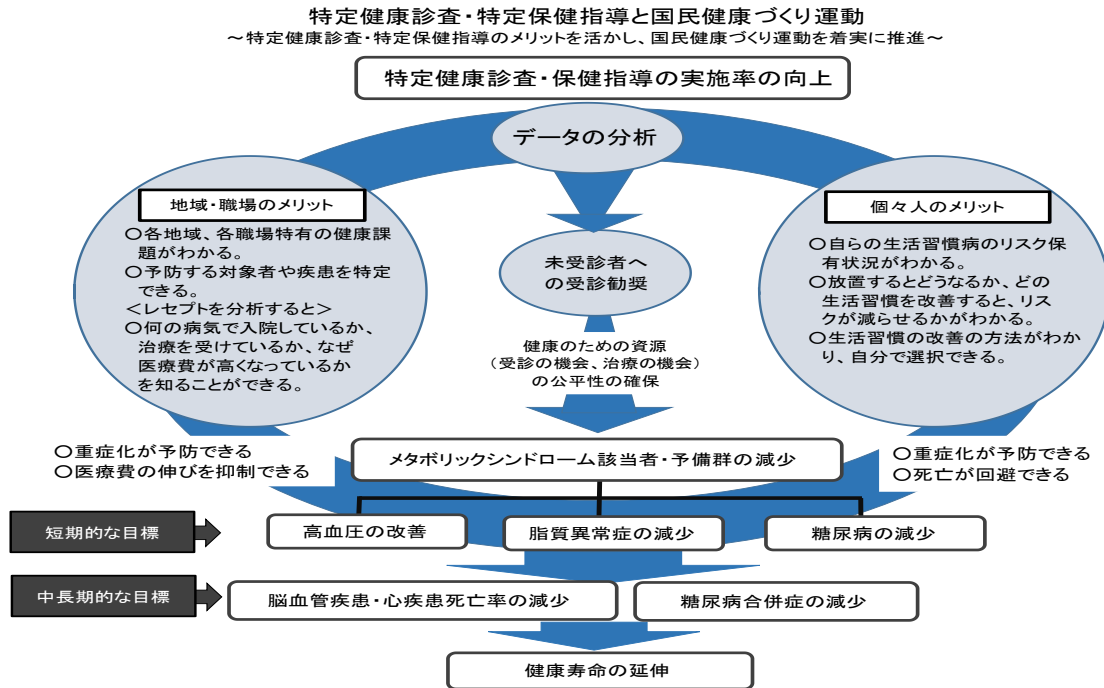 特定健康診査・特定保健指導と国民健康づくり運動
～特定健康診査・特定保健指導のメリットを活かし、国民健康づくり運動を着実に推進～
特定健康診査・保健指導の実施率の向上
データの分析
地域・職場のメリット
○各地域、各職場特有の健康課
題がわかる。
○予防する対象者や疾患を特定
できる。
＜レセプトを分析すると＞
○何の病気で入院しているか、
治療を受けているか、なぜ
医療費が高くなっているか
を知ることができる。
未受診者へ
の受診勧奨
健康のための資源
（受診の機会、治療の機会）
の公平性の確保
個々人のメリット
○自らの生活習慣病のリスク保
有状況がわかる。
○放置するとどうなるか、どの
生活習慣を改善すると、リス
クが減らせるかがわかる。
○生活習慣の改善の方法がわか
り、自分で選択できる。
○重症化が予防できる
○医療費の伸びを抑制できる
メタボリックシンドローム該当者・予備群の減少
○重症化が予防できる
○死亡が回避できる
短期的な目標
高血圧の改善
脂質異常症の減少
糖尿病の減少
中長期的な目標
脳血管疾患・心疾患死亡率の減少
糖尿病合併症の減少
健康寿命の延伸